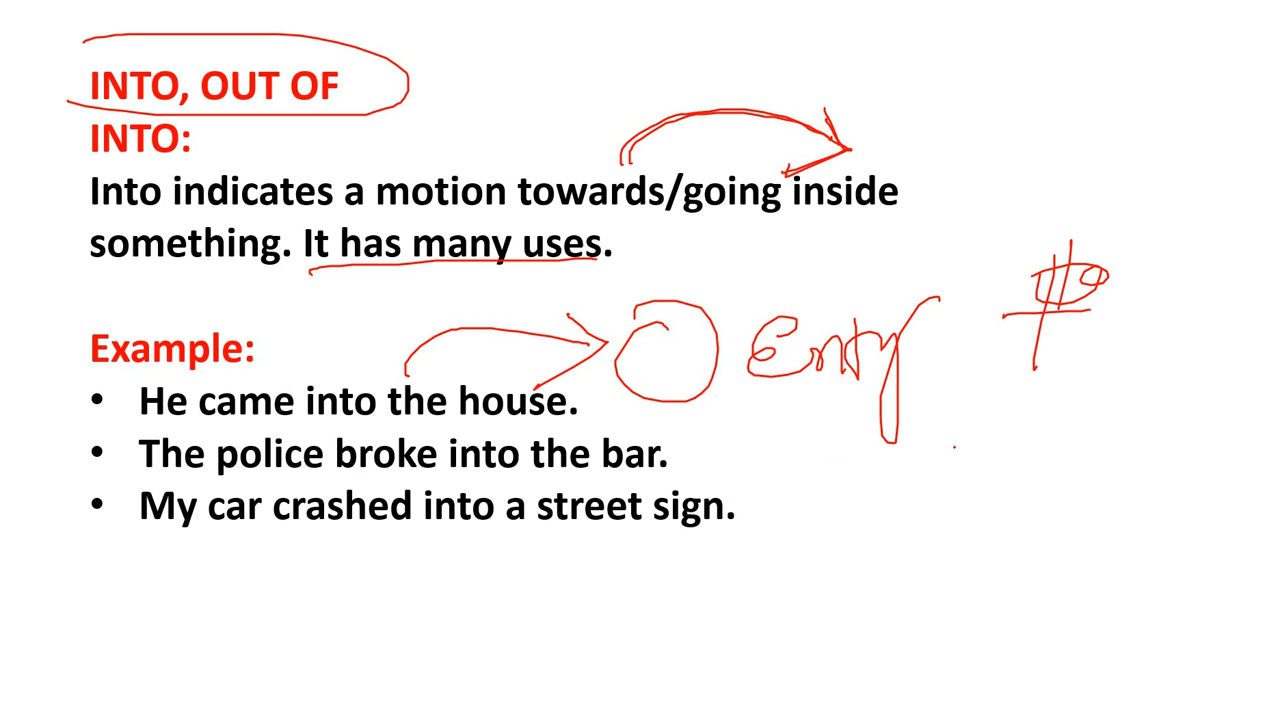 INTO, OUT OF
INTO:
Into indicates a motion towards/going inside
something. It has many uses.
Example:
• He came into the house.
Entry
• The police broke into the bar.
• My car crashed into a street sign.